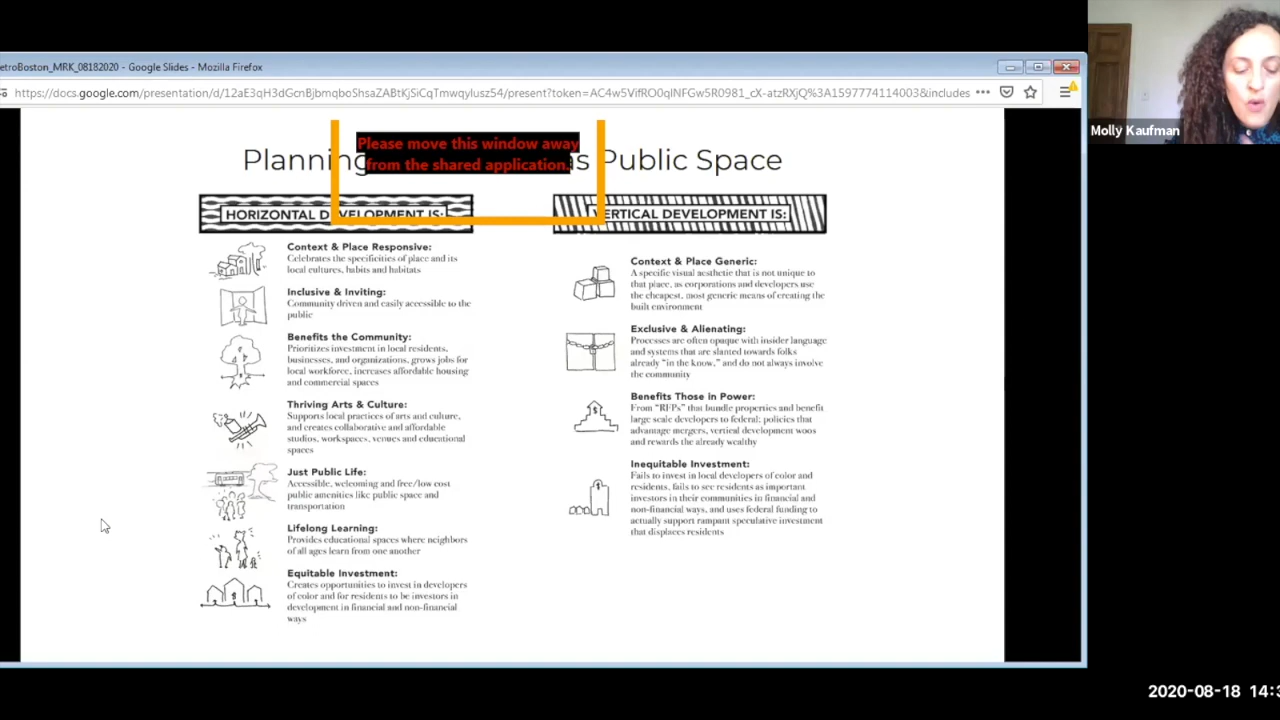 etroBoston_MRK_08182020 - Google Slides - Mozilla Firefox
https://docs.google.com/presentation/d/12aE3qH3dGcnBjbmqboShsaZABtKjSiCqTmwqylusz54/present?token=AC4w5VifRO0qINFGw5R0981_cX-atzRXjQ%3A1597774114003&includes
Molly Kaufman
Please move this window away
from the shared application.
Planning as Public Space
HORIZONTAL DEVELOPMENT IS:
Context & Place Responsive:
Celebrates the specificities of place and its
local cultures, habits and habitats
Inclusive & Inviting:
Community driven and easily accessible to the
public
Benefits the Community:
Prioritizes investment in local residents,
businesses, and organizations, grows jobs for
local workforce, increases affordable housing
and commercial spaces
Thriving Arts & Culture:
Supports local practices of arts and culture,
and creates collaborative and affordable
studios, workspaces, venues and educational
spaces
Just Public Life:
Accessible, welcoming and free/low cost
public amenities like public space and
transportation
Lifelong Learning:
Provides educational spaces where neighbors
of all ages learn from one another
Equitable Investment:
Creates opportunities to invest in developers
of color and for residents to be investors in
development in financial and non-financial
ways
VERTICAL DEVELOPMENT IS:
Context & Place Generic:
A specific visual aesthetic that is not unique to
that place, as corporations and developers use
the cheapest, most generic means of creating the
built environment
Exclusive & Alienating:
Processes are often opaque with insider language
and systems that are slanted towards folks
already "in the know," and do not always involve
the community
Benefits Those in Power:
From "RFPs" that bundle properties and benefit
large scale developers to federal; policies that
advantage mergers, vertical development woos
and rewards the already wealthy
Inequitable Investment:
Fails to invest in local developers of color and
residents, fails to see residents as important
investors in their communities in financial and
non-financial ways, and uses federal funding to
actually support rampant speculative investment
that displaces residents
2020-08-18 14:3